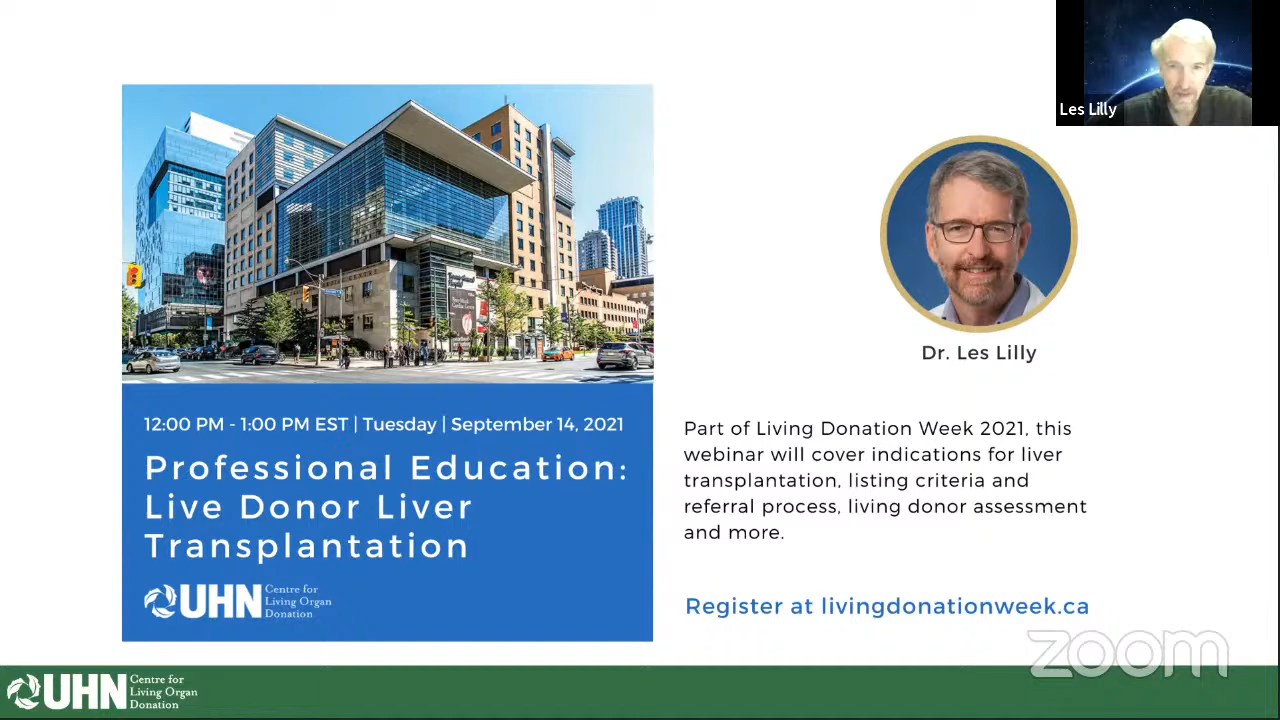 Les Lilly
Dr. Les Lilly
12:00 PM - 1:00 PM EST | Tuesday | September 14, 2021
Professional Education:
Live Donor Liver
Transplantation
UHN
Centre for
Living Organ
Donation
Part of Living Donation Week 2021, this
webinar will cover indications for liver
transplantation, listing criteria and
referral process, living donor assessment
and more.
Register at livingdonationweek.ca
zoom
UHN
Centre for
Living Organ
Donation